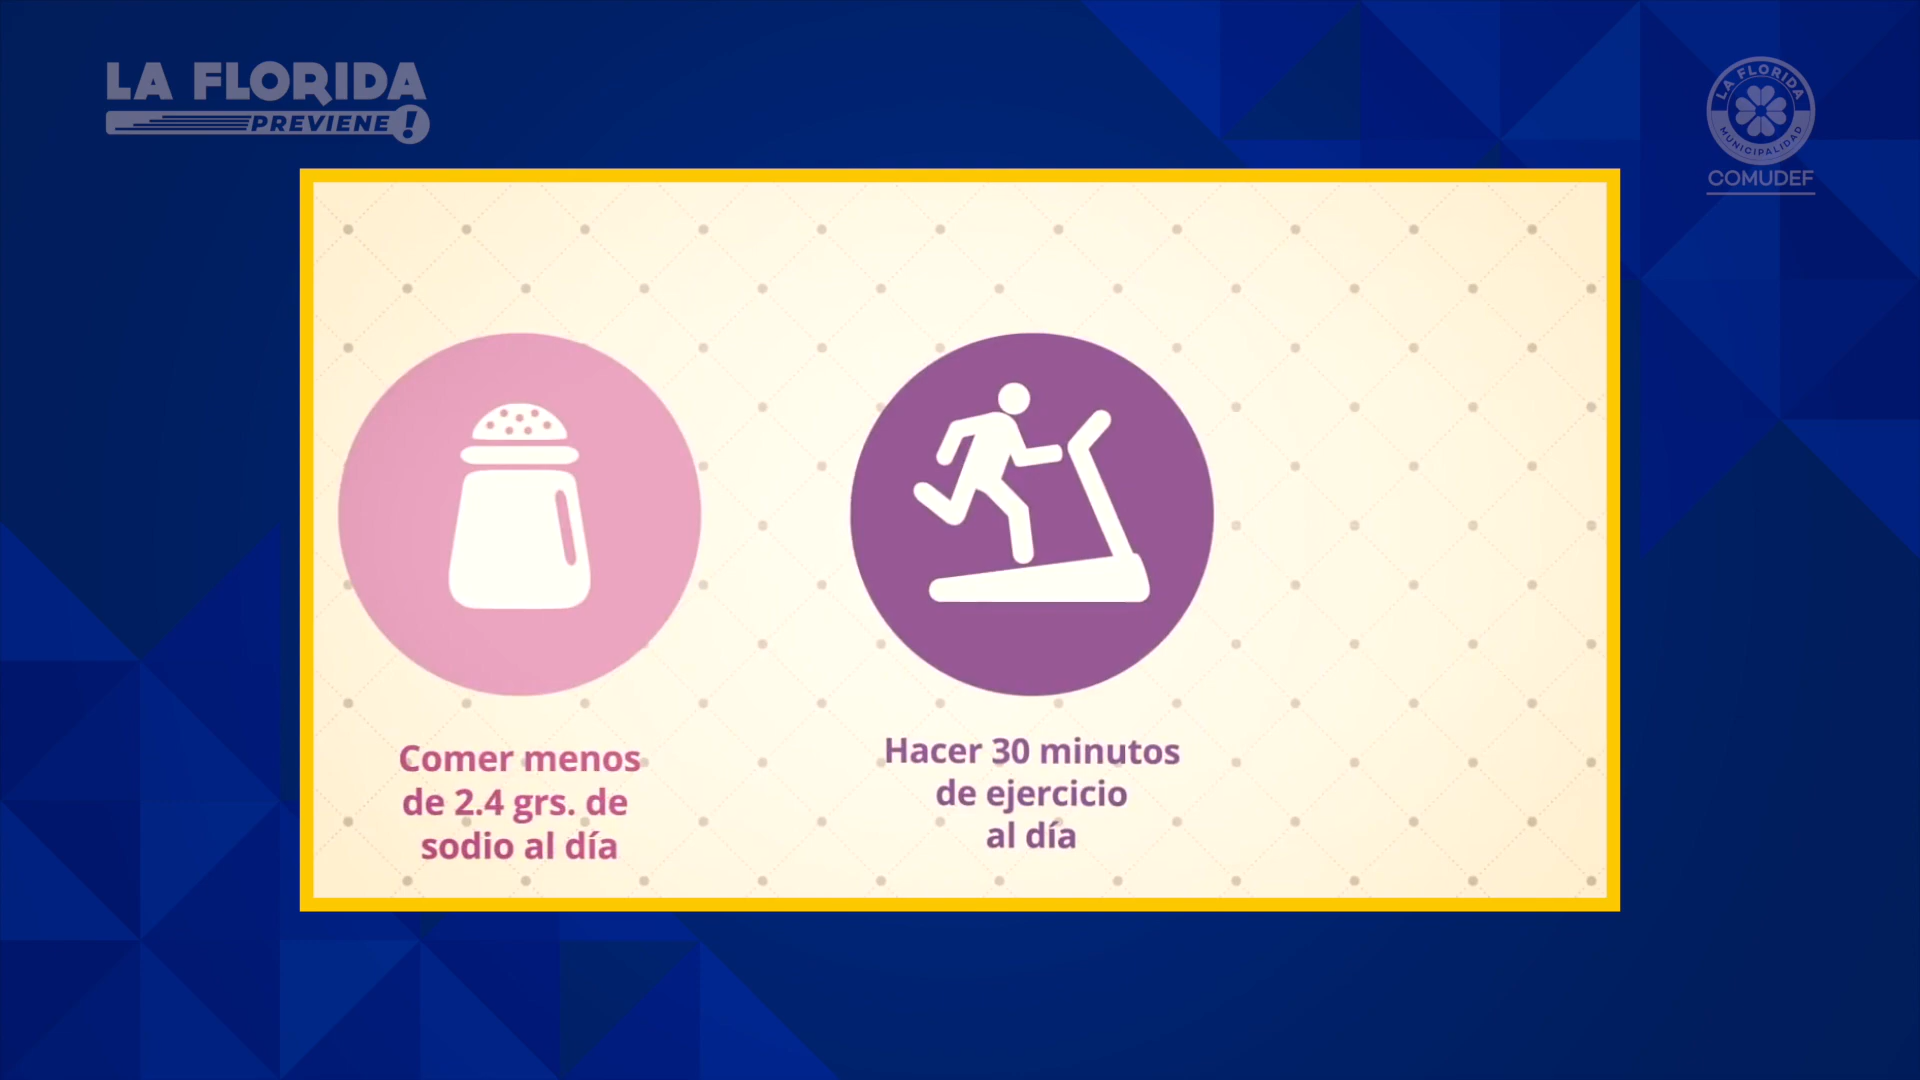 LA FLORIDA
PREVIENE!
LA FLORIDA
MUNICIPALIDAD
COMUDEF
Comer menos
de 2.4 grs. de
sodio al día
Hacer 30 minutos
de ejercicio
al día